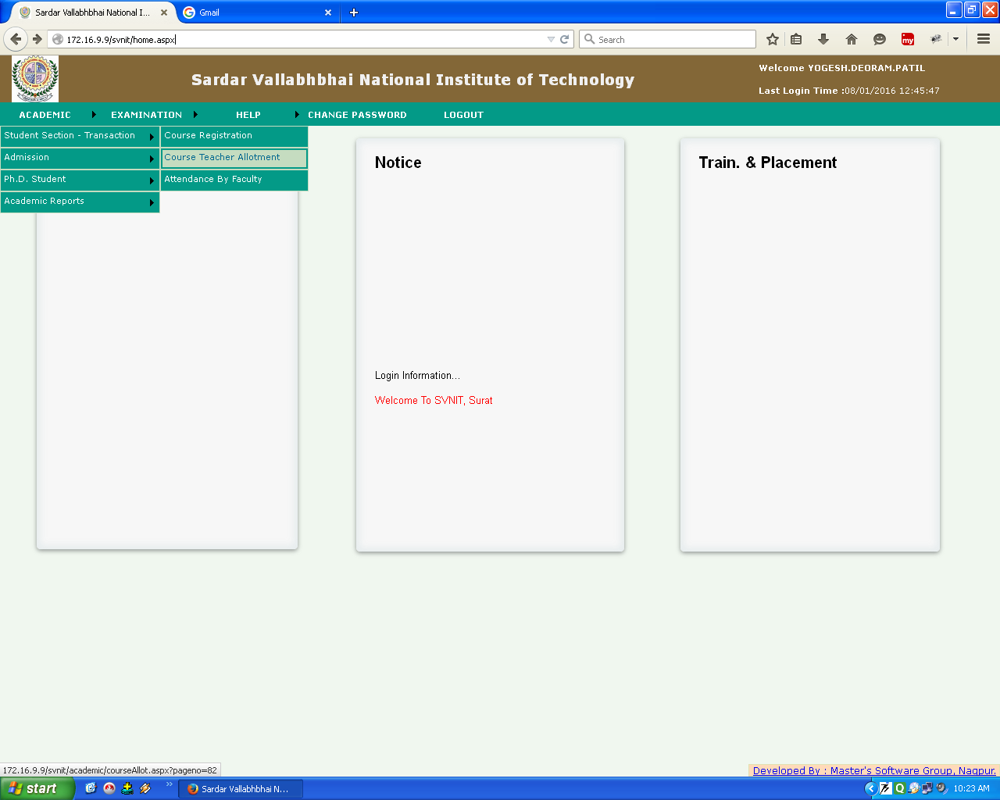 Sardar Vallabhbhai National I...
Gmail
172.16.9.9/svnit/home.aspx
Search
my
Sardar Vallabhbhai National Institute of Technology
Welcome YOGESH.DEORAM.PATIL
Last Login Time :08/01/2016 12:45:47
ACADEMIC EXAMINATION HELP CHANGE PASSWORD LOGOUT
Student Section - Transaction
Admission
Ph.D. Student
Academic Reports
Course Registration
Course Teacher Allotment
Attendance By Faculty
Notice
Login Information...
Welcome To SVNIT, Surat
Train. & Placement
172.16.9.9/svnit/academic/courseAllot.aspx?pageno=82
Developed By : Master's Software Group, Nagpur.
start
Sardar Vallabhbhai N...
10:23 AM